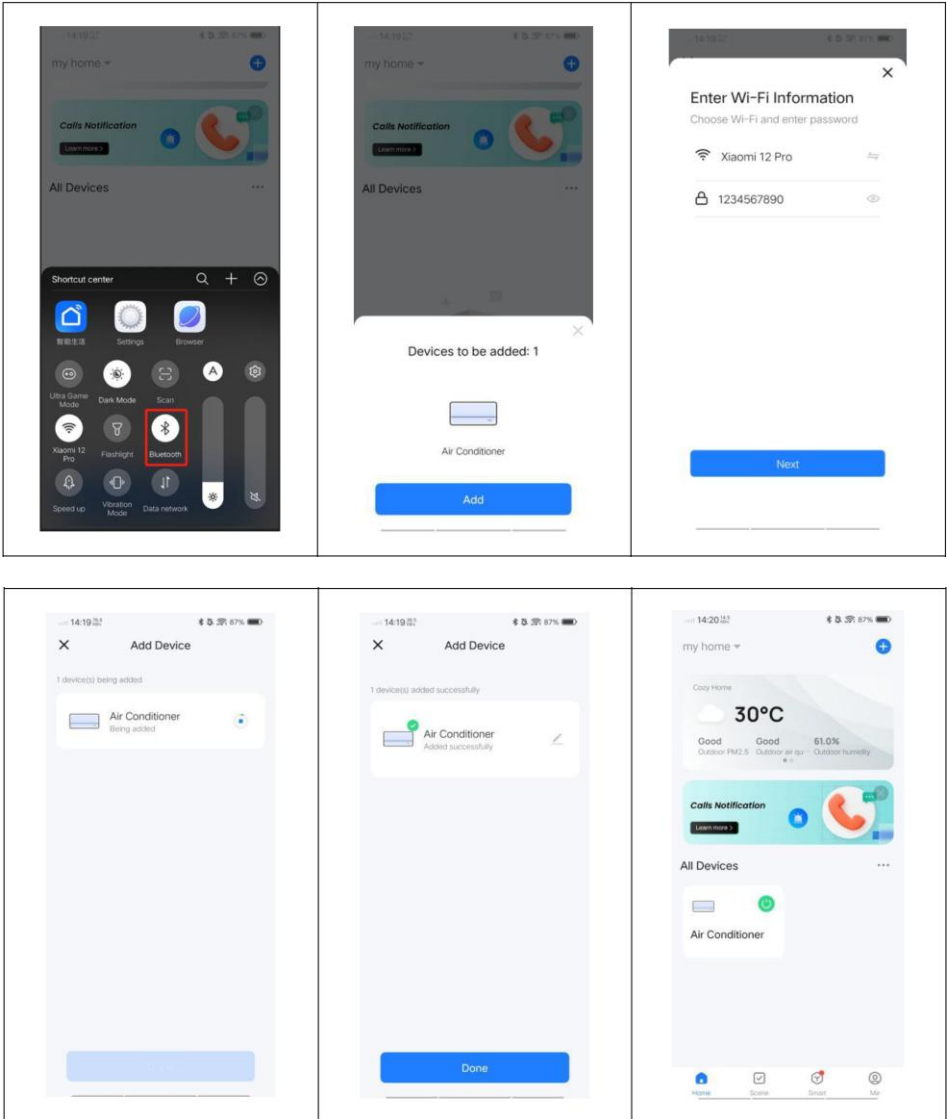 14:19 87%
my home
Calls Notification
Learn more >
All Devices
Shortcut center
智能生活 Settings Browser
Ultra Game Mode Dark Mode Scan
A
Xiaomi 12 Pro Flashlight Bluetooth
Speed up Vibration Mode Data network
14:19 87%
my home
Calls Notification
Learn more >
All Devices
Devices to be added: 1
Air Conditioner
Add
14:19 87%
Enter Wi-Fi Information
Choose Wi-Fi and enter password
Xiaomi 12 Pro
1234567890
Next
14:19 87%
Add Device
1 device(s) being added
Air Conditioner
Being added
14:19 87%
Add Device
1 device(s) added successfully
Air Conditioner
Added successfully
Done
14:20 87%
my home
Cozy Home
30°C
Good Good 61.0%
Outdoor PM2.5 Outdoor air qu··· Outdoor humidity
Calls Notification
Learn more >
All Devices
Air Conditioner
Home Scene Smart Me